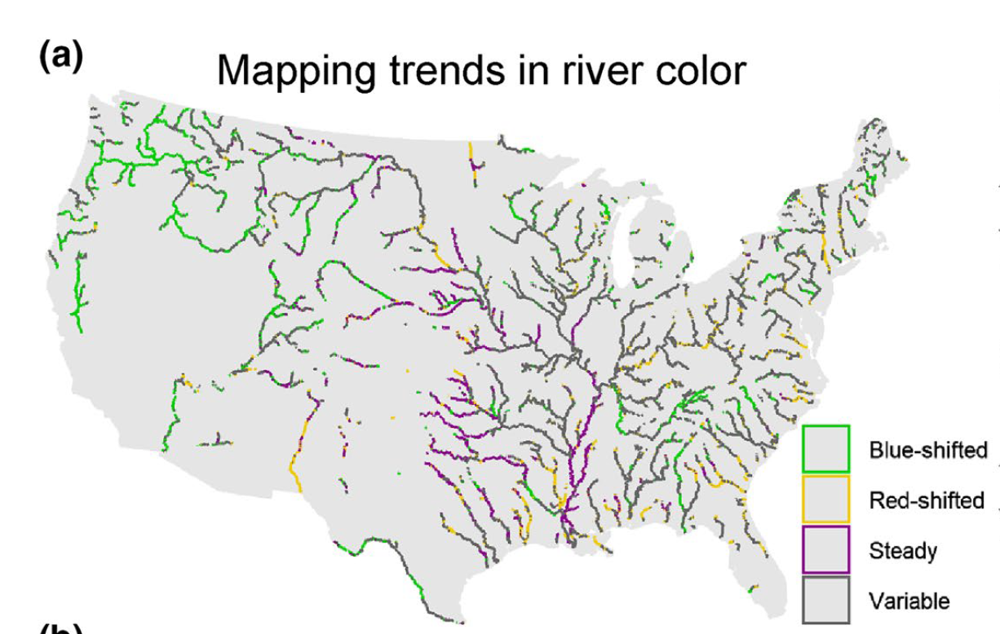 (a)
Mapping trends in river color
Blue-shifted
Red-shifted
Steady
Variable
(b)